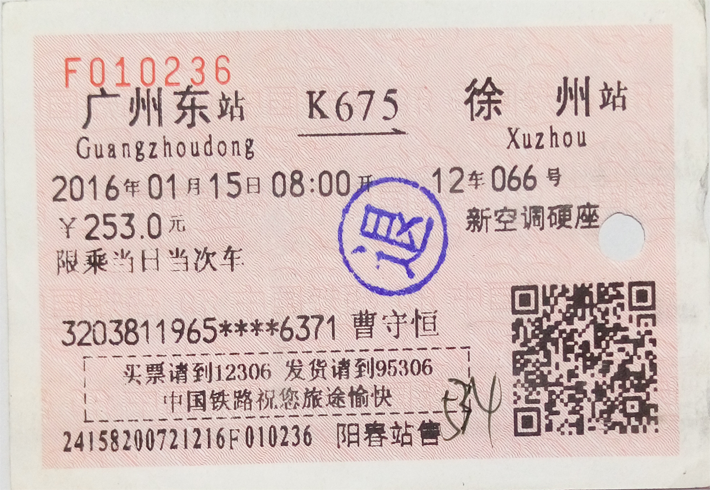 F010236
广州东站 K675 徐州站
Guangzhoudong Xuzhou
2016年01月15日08:00开 12车066号
￥253.0元 新空调硬座
限乘当日当次车
退
3203811965****6371 曹守恒
买票请到12306 发货请到95306
中国铁路祝您旅途愉快
534
24158200721216F010236 阳春站售